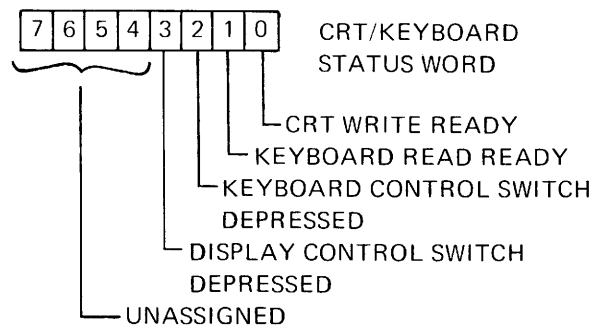 7 6 5 4 3 2 1 0
CRT/KEYBOARD
STATUS WORD
CRT WRITE READY
KEYBOARD READ READY
KEYBOARD CONTROL SWITCH
DEPRESSED
DISPLAY CONTROL SWITCH
DEPRESSED
UNASSIGNED